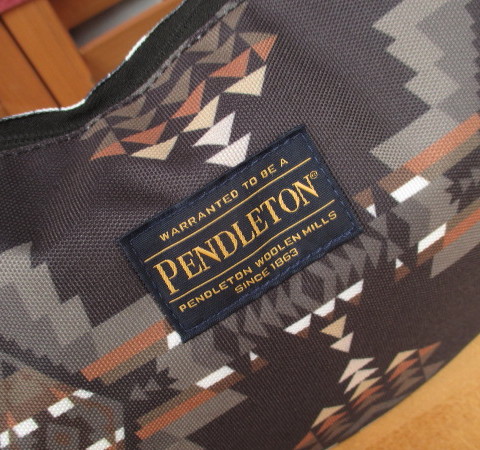 WARRANTED TO BE A
PENDLETON®
PENDLETON WOOLEN MILLS
SINCE 1863